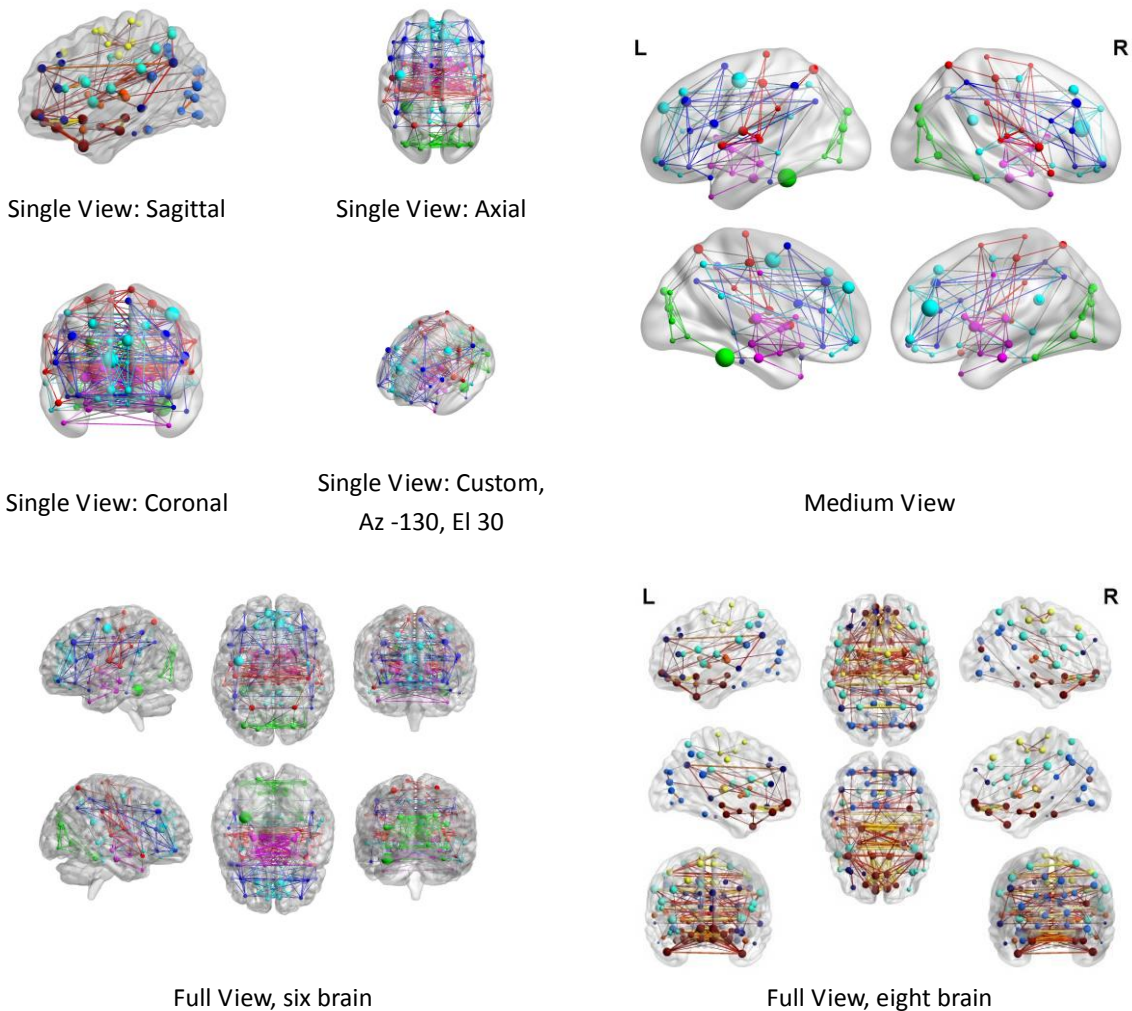 L
R
Single View: Sagittal
Single View: Axial
Single View: Coronal
Single View: Custom,
Az -130, El 30
Medium View
L
R
Full View, six brain
Full View, eight brain